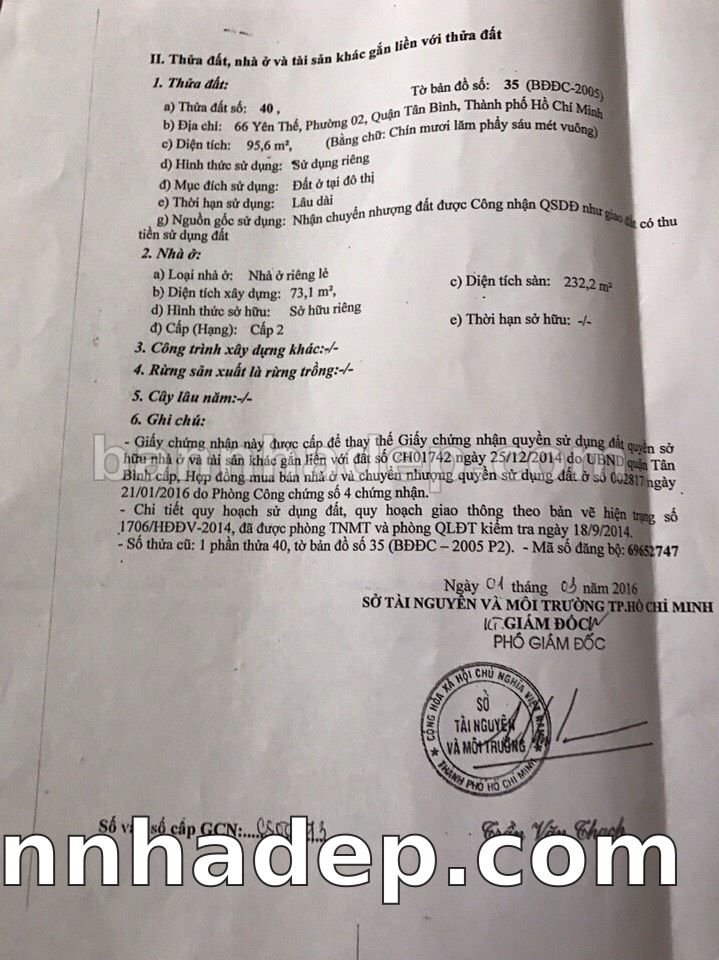 II. Thửa đất, nhà ở và tài sản khác gắn liền với thửa đất
1. Thửa đất:
a) Thửa đất số: 40 , Tờ bản đồ số: 35 (BĐĐC-2005)
b) Địa chỉ: 66 Yên Thế, Phường 02, Quận Tân Bình, Thành phố Hồ Chí Minh
c) Diện tích: 95,6 m², (Bằng chữ: Chín mươi lăm phẩy sáu mét vuông)
d) Hình thức sử dụng: Sử dụng riêng
đ) Mục đích sử dụng: Đất ở tại đô thị
e) Thời hạn sử dụng: Lâu dài
g) Nguồn gốc sử dụng: Nhận chuyển nhượng đất được Công nhận QSDĐ như giao đất có thu
tiền sử dụng đất
2. Nhà ở:
a) Loại nhà ở: Nhà ở riêng lẻ
b) Diện tích xây dựng: 73,1 m², c) Diện tích sàn: 232,2 m²
d) Hình thức sở hữu: Sở hữu riêng
đ) Cấp (Hạng): Cấp 2 e) Thời hạn sở hữu: -/-
3. Công trình xây dựng khác:-/-
4. Rừng sản xuất là rừng trồng:-/-
5. Cây lâu năm:-/-
6. Ghi chú:
- Giấy chứng nhận này được cấp để thay thế Giấy chứng nhận quyền sử dụng đất quyền sở
hữu nhà ở và tài sản khác gắn liền với đất số CH01742 ngày 25/12/2014 do UBND quận Tân
Bình cấp, Hợp đồng mua bán nhà ở và chuyển nhượng quyền sử dụng đất ở số 002817 ngày
21/01/2016 do Phòng Công chứng số 4 chứng nhận.
- Chi tiết quy hoạch sử dụng đất, quy hoạch giao thông theo bản vẽ hiện trạng số
1706/HĐĐV-2014, đã được phòng TNMT và phòng QLĐT kiểm tra ngày 18/9/2014.
- Số thửa cũ: 1 phần thửa 40, tờ bản đồ số 35 (BĐĐC – 2005 P2). - Mã số đăng bộ: 69652747
Ngày 01 tháng 03 năm 2016
SỞ TÀI NGUYÊN VÀ MÔI TRƯỜNG TP.HỒ CHÍ MINH
KT.GIÁM ĐỐC
PHÓ GIÁM ĐỐC
CỘNG HÒA XÃ HỘI CHỦ NGHĨA VIỆT NAM
SỞ
TÀI NGUYÊN
VÀ MÔI TRƯỜNG
THÀNH PHỐ HỒ CHÍ MINH
Số và sổ cấp GCN:
Trần Văn Thạch
nnhadep.com